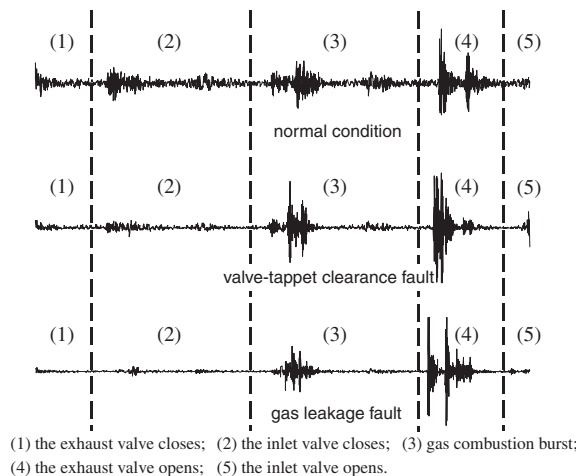 (1) (2) (3) (4) (5)
normal condition
(1) (2) (3) (4) (5)
valve-tappet clearance fault
(1) (2) (3) (4) (5)
gas leakage fault
(1) the exhaust valve closes; (2) the inlet valve closes; (3) gas combustion burst;
(4) the exhaust valve opens; (5) the inlet valve opens.